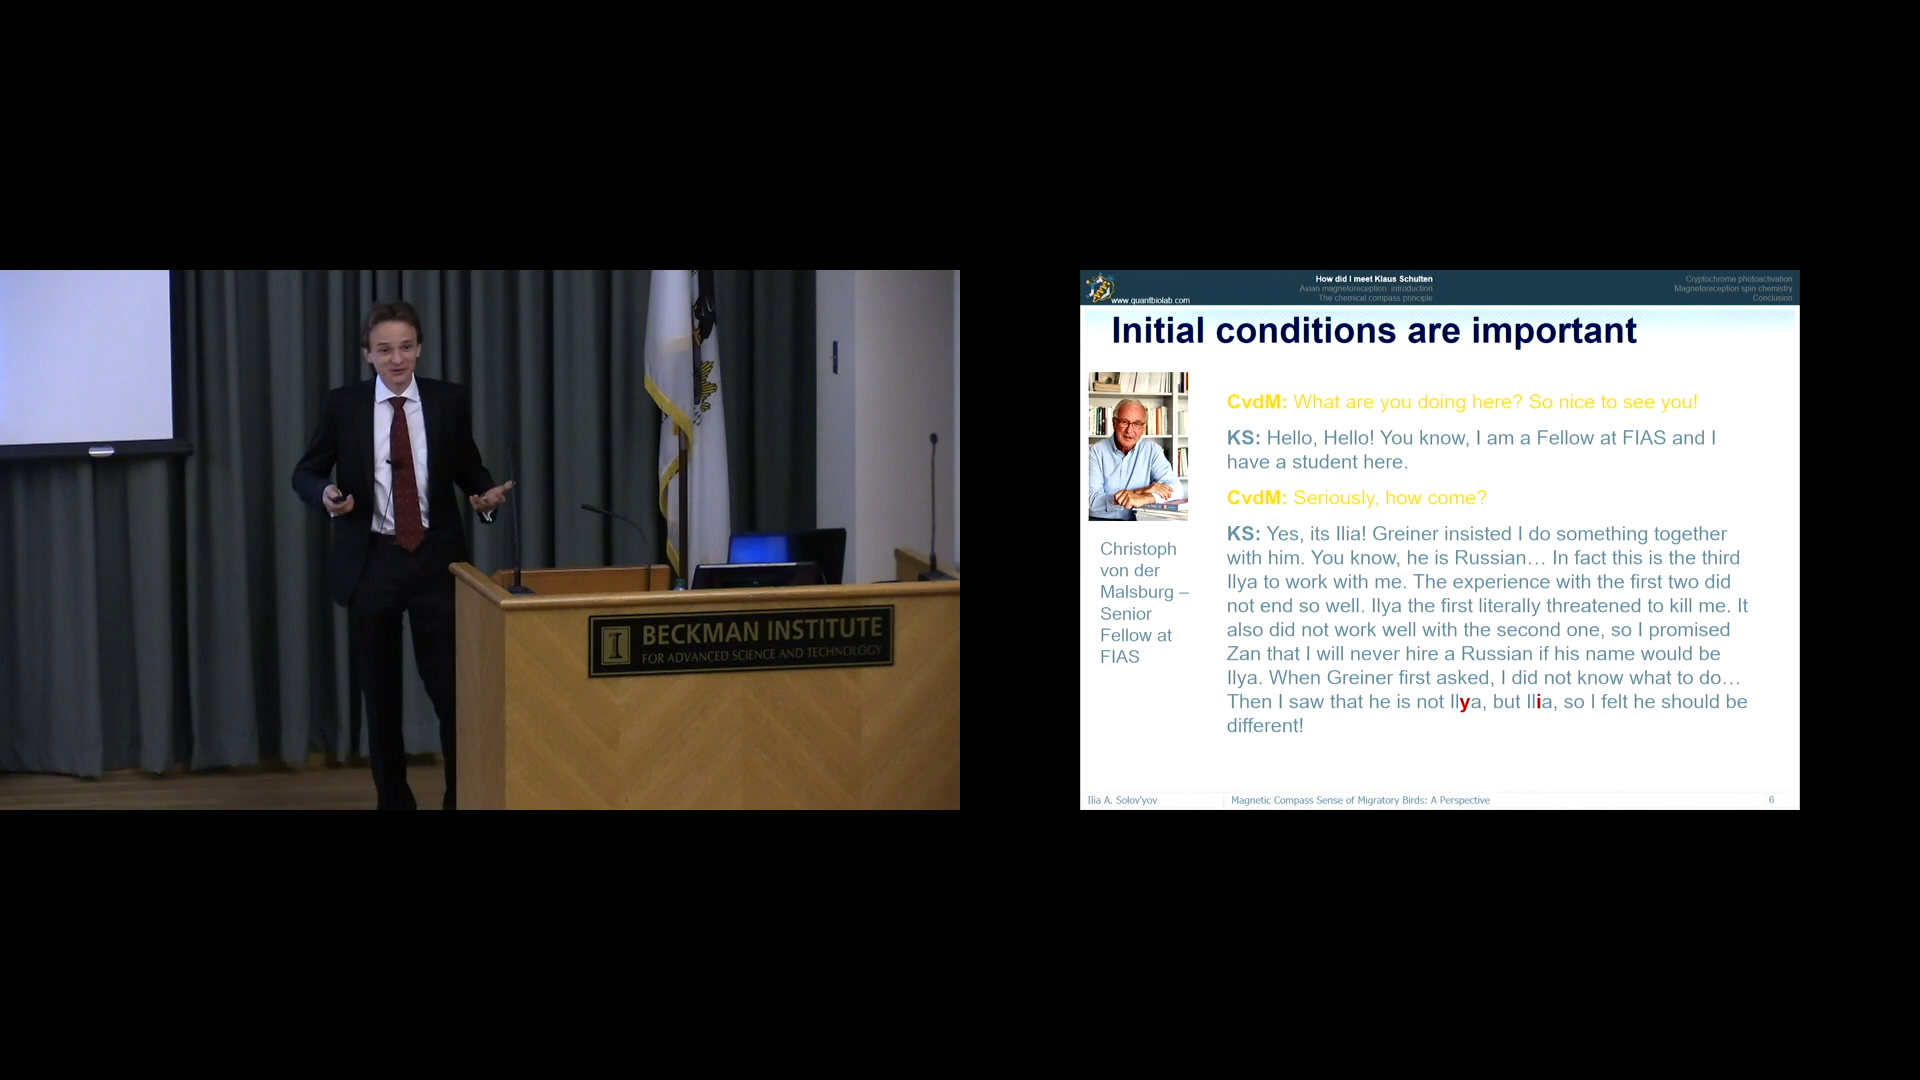 BECKMAN INSTITUTE
FOR ADVANCED SCIENCE AND TECHNOLOGY
www.quantbiolab.com
How did I meet Klaus Schulten
Avian magnetoreception: introduction
The chemical compass principle
Cryptochrome photoactivation
Magnetoreception spin chemistry
Conclusion
Initial conditions are important
Christoph
von der
Malsburg –
Senior
Fellow at
FIAS
CvdM: What are you doing here? So nice to see you!
KS: Hello, Hello! You know, I am a Fellow at FIAS and I
have a student here.
CvdM: Seriously, how come?
KS: Yes, its Ilia! Greiner insisted I do something together
with him. You know, he is Russian… In fact this is the third
Ilya to work with me. The experience with the first two did
not end so well. Ilya the first literally threatened to kill me. It
also did not work well with the second one, so I promised
Zan that I will never hire a Russian if his name would be
Ilya. When Greiner first asked, I did not know what to do…
Then I saw that he is not Ilya, but Ilia, so I felt he should be
different!
Ilia A. Solov'yov
Magnetic Compass Sense of Migratory Birds: A Perspective
6